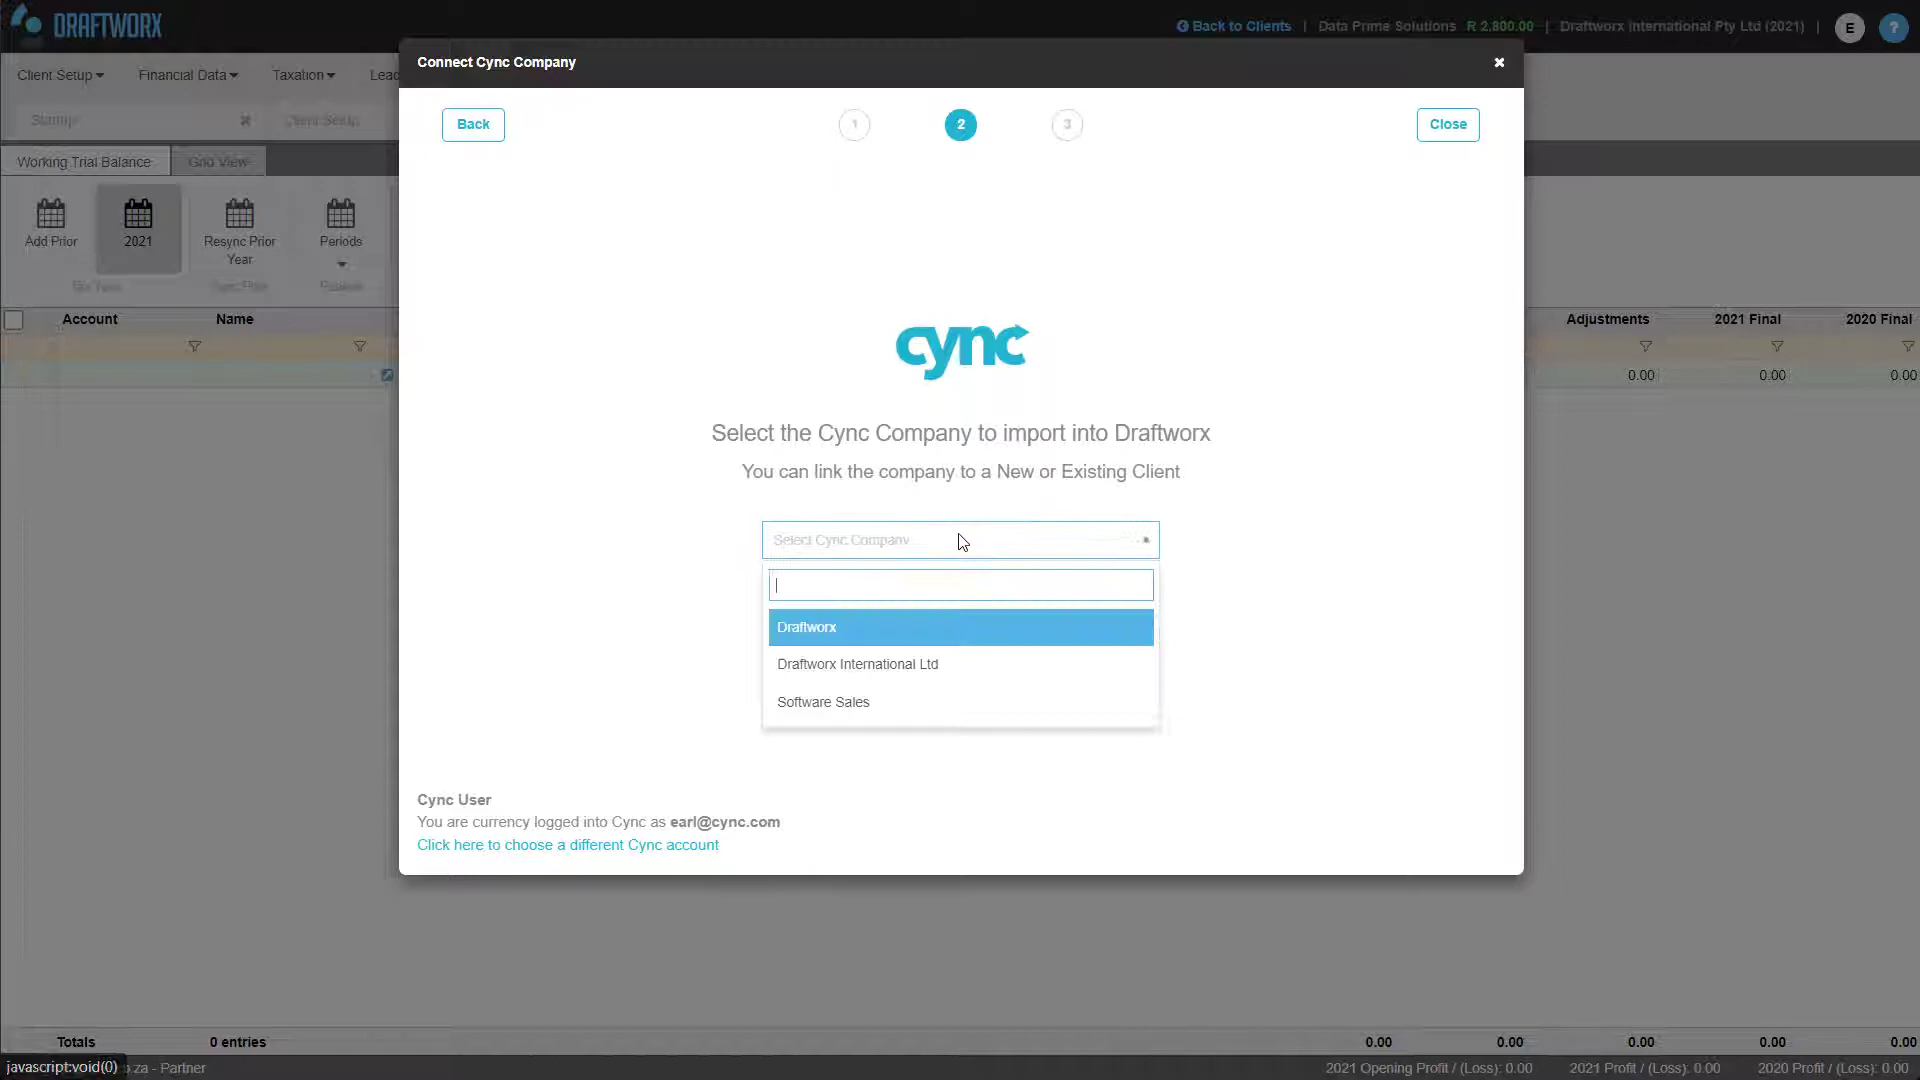 DRAFTWORX
Back to Clients | Data Prime Solutions R 2,800.00 | Draftworx International Pty Ltd (2021) | E ?
Client Setup Financial Data Taxation Lead
Connect Cync Company
Startup Client Setup
Back 1 2 3 Close
Working Trial Balance Grid View
Add Prior 2021 Resync Prior Year Periods
Account Name Adjustments 2021 Final 2020 Final
0.00 0.00 0.00
cync
Select the Cync Company to import into Draftworx
You can link the company to a New or Existing Client
Select Cync Company
Draftworx
Draftworx International Ltd
Software Sales
Cync User
You are currency logged into Cync as earl@cync.com
Click here to choose a different Cync account
Totals 0 entries 0.00 0.00 0.00 0.00 0.00
javascript:void(0) o.za - Partner 2021 Opening Profit / (Loss): 0.00 2021 Profit / (Loss): 0.00 2020 Profit / (Loss): 0.00